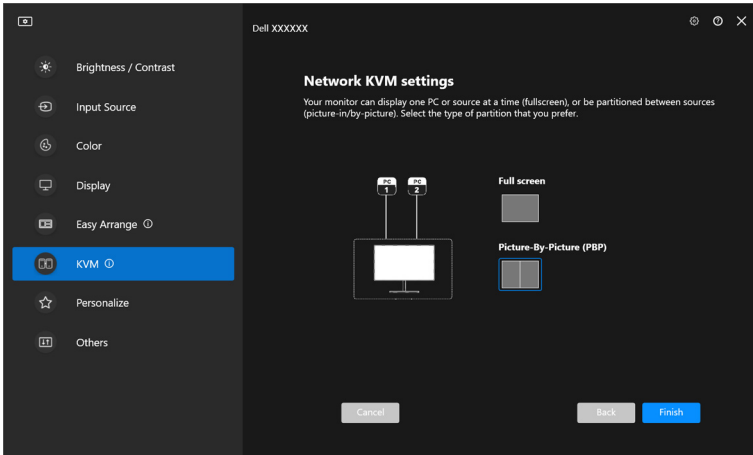 Dell XXXXXX
Brightness / Contrast
Input Source
Color
Display
Easy Arrange
KVM
Personalize
Others
Network KVM settings
Your monitor can display one PC or source at a time (fullscreen), or be partitioned between sources
(picture-in/by-picture). Select the type of partition that you prefer.
PC
1
PC
2
Full screen
Picture-By-Picture (PBP)
Cancel
Back
Finish